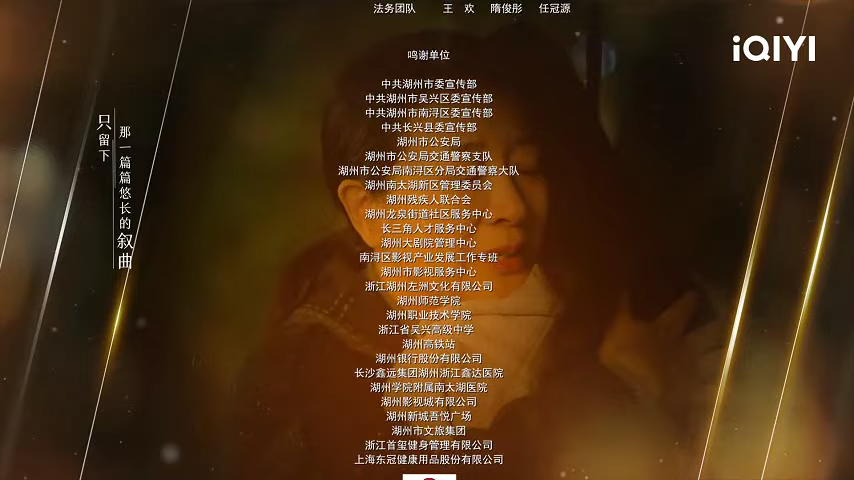 法务团队 王 欢 隋俊彤 任冠源
iQIYI
鸣谢单位
中共湖州市委宣传部
中共湖州市吴兴区委宣传部
中共湖州市南浔区委宣传部
中共长兴县委宣传部
湖州市公安局
湖州市公安局交通警察支队
湖州市公安局南浔区分局交通警察大队
湖州南太湖新区管理委员会
湖州残疾人联合会
湖州龙泉街道社区服务中心
长三角人才服务中心
湖州大剧院管理中心
南浔区影视产业发展工作专班
湖州市影视服务中心
浙江湖州左洲文化有限公司
湖州师范学院
湖州职业技术学院
浙江省吴兴高级中学
湖州高铁站
湖州银行股份有限公司
长沙鑫远集团湖州浙江鑫达医院
湖州学院附属南太湖医院
湖州影视城有限公司
湖州新城吾悦广场
湖州市文旅集团
浙江首玺健身管理有限公司
上海东冠健康用品股份有限公司
只留下
那一篇篇悠长的叙曲